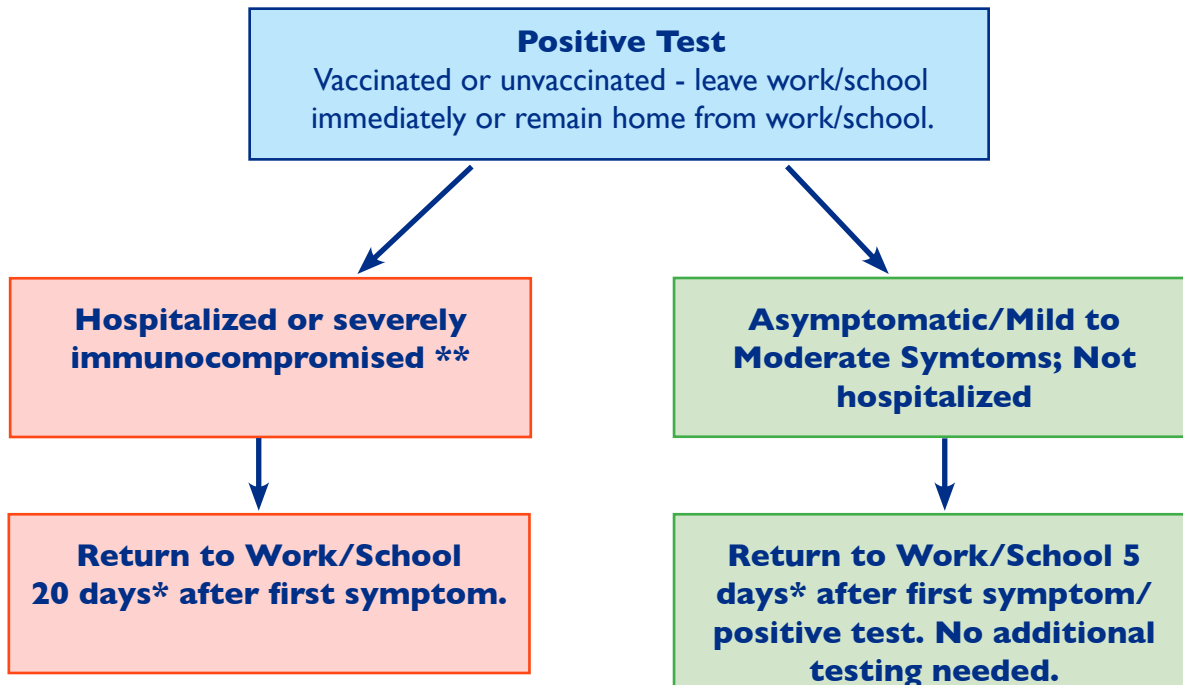 Positive Test
Vaccinated or unvaccinated - leave work/school
immediately or remain home from work/school.
Hospitalized or severely
immunocompromised **
Asymptomatic/Mild to
Moderate Symtoms; Not
hospitalized
Return to Work/School
20 days* after first symptom.
Return to Work/School 5
days* after first symptom/
positive test. No additional
testing needed.